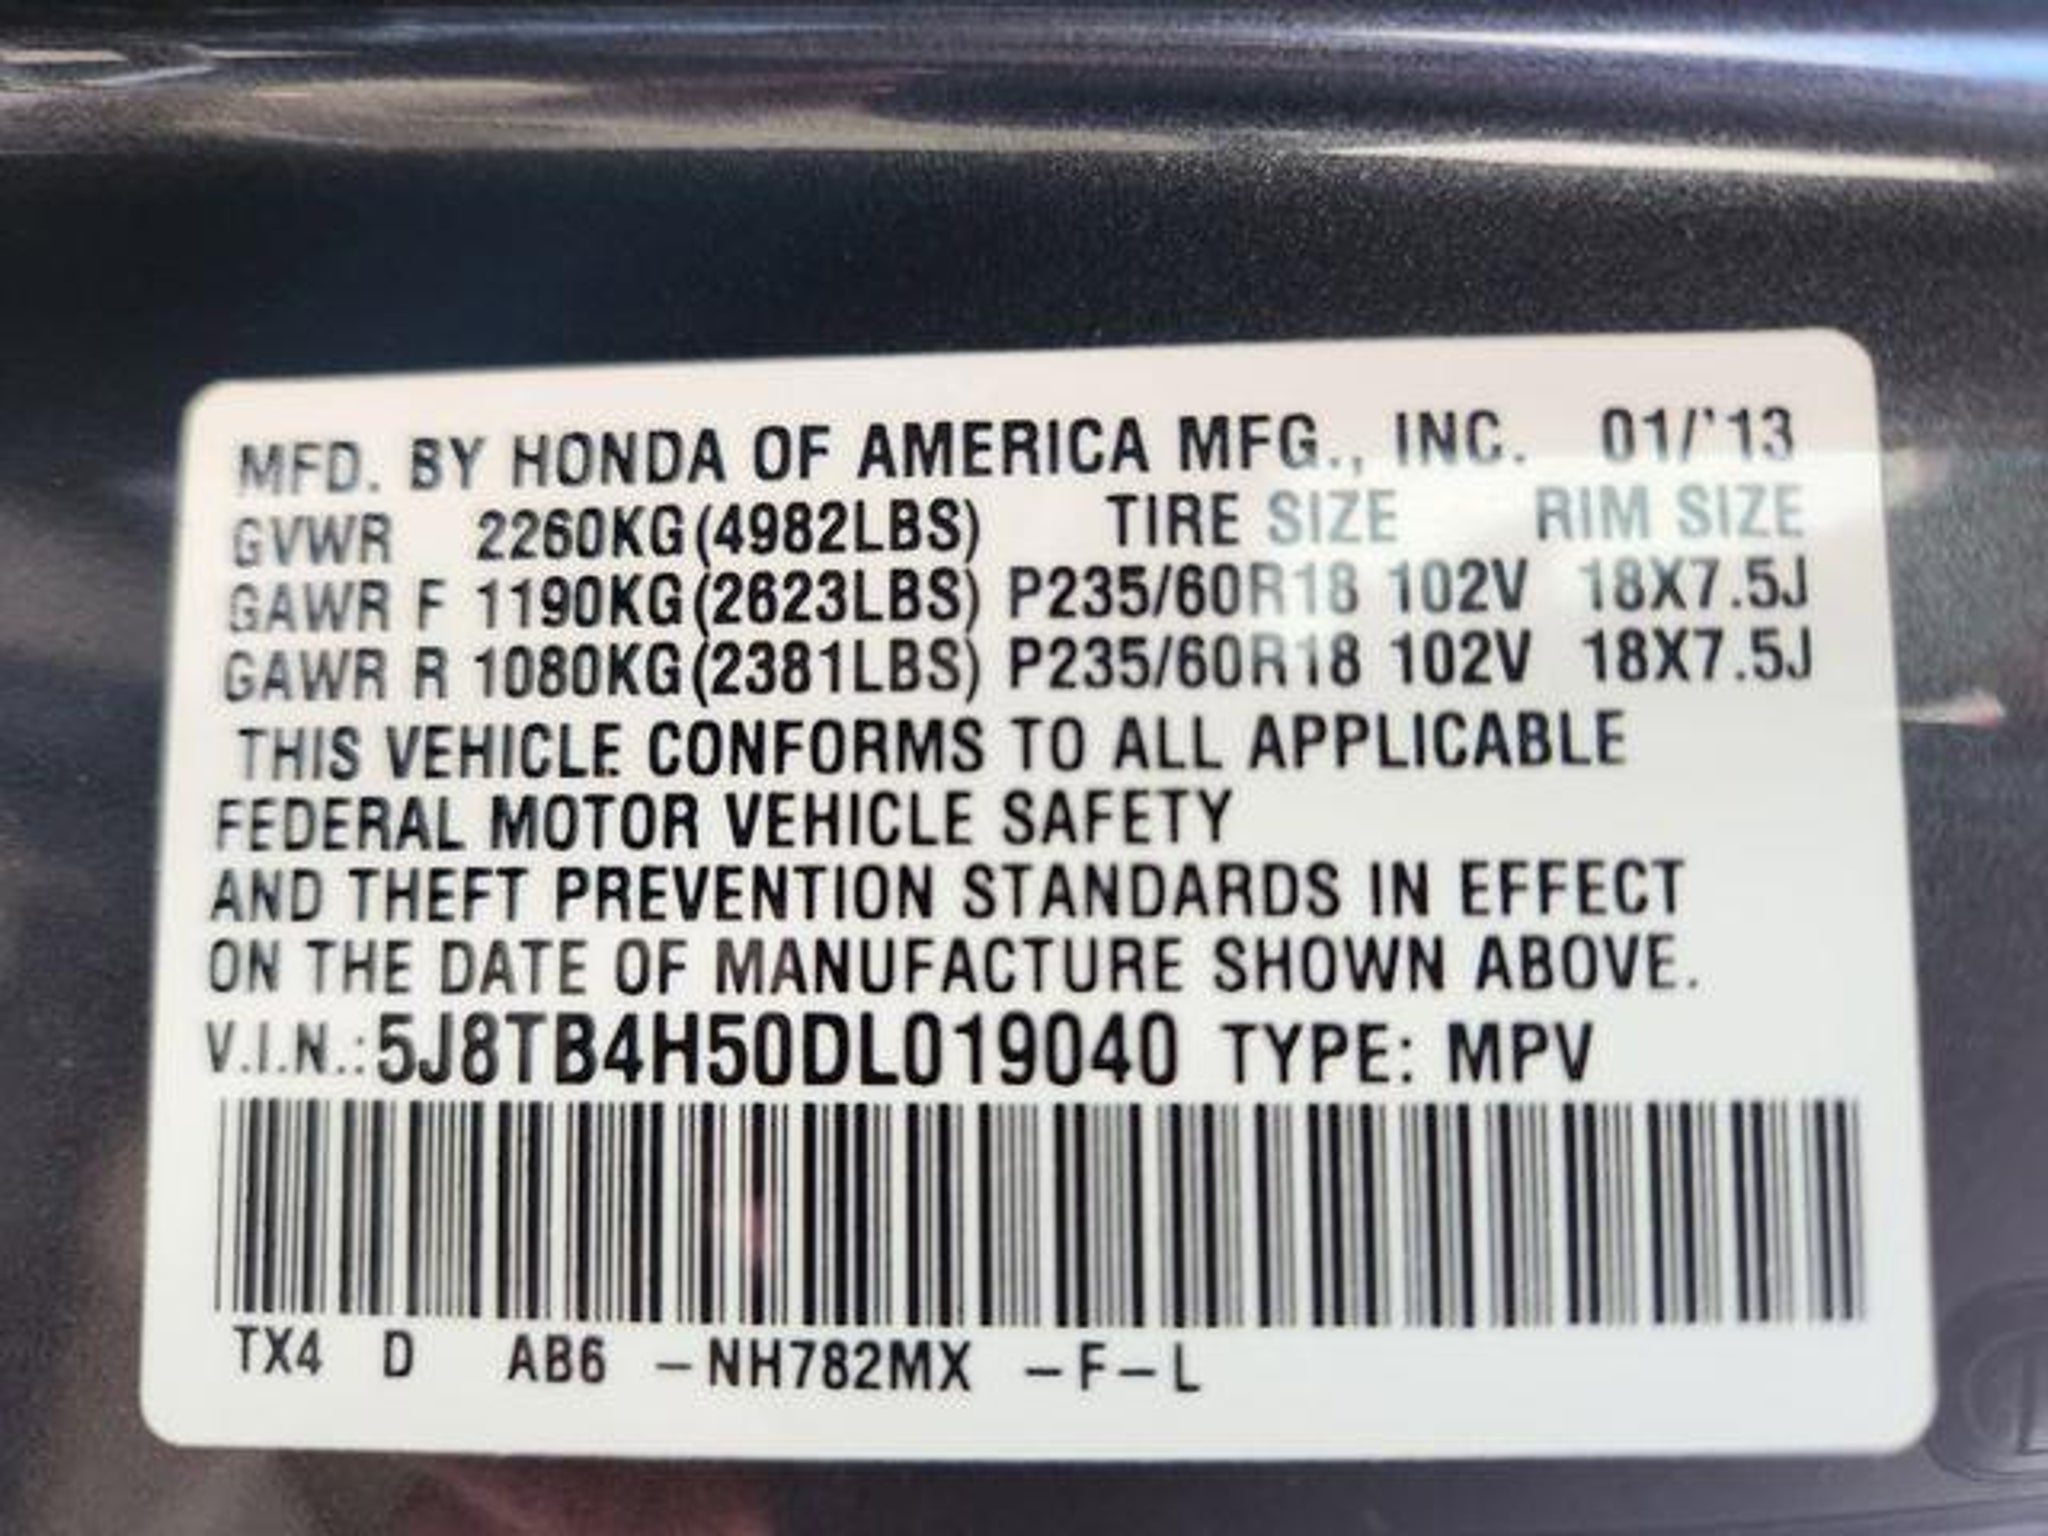 MFD. BY HONDA OF AMERICA MFG., INC. 01/'13
GVWR 2260KG(4982LBS) TIRE SIZE RIM SIZE
GAWR F 1190KG(2623LBS) P235/60R18 102V 18X7.5J
GAWR R 1080KG(2381LBS) P235/60R18 102V 18X7.5J
THIS VEHICLE CONFORMS TO ALL APPLICABLE
FEDERAL MOTOR VEHICLE SAFETY
AND THEFT PREVENTION STANDARDS IN EFFECT
ON THE DATE OF MANUFACTURE SHOWN ABOVE.
V.I.N.: 5J8TB4H50DL019040 TYPE: MPV
TX4 D AB6 -NH782MX -F-L